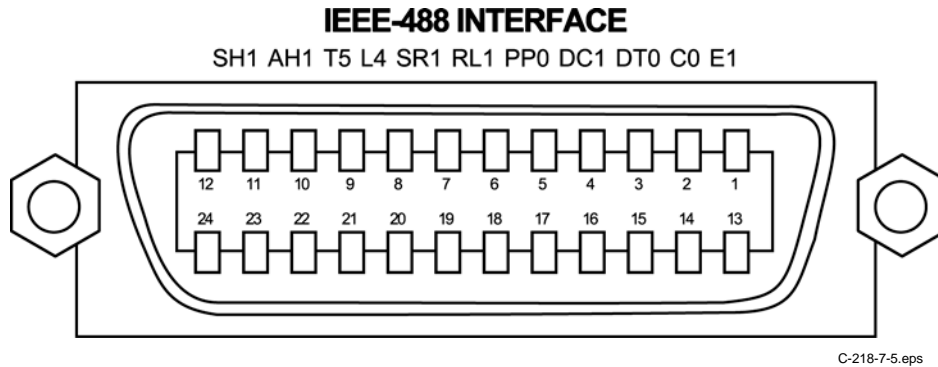 IEEE-488 INTERFACE
SH1 AH1 T5 L4 SR1 RL1 PP0 DC1 DT0 C0 E1
12 11 10 9 8 7 6 5 4 3 2 1
24 23 22 21 20 19 18 17 16 15 14 13
C-218-7-5.eps